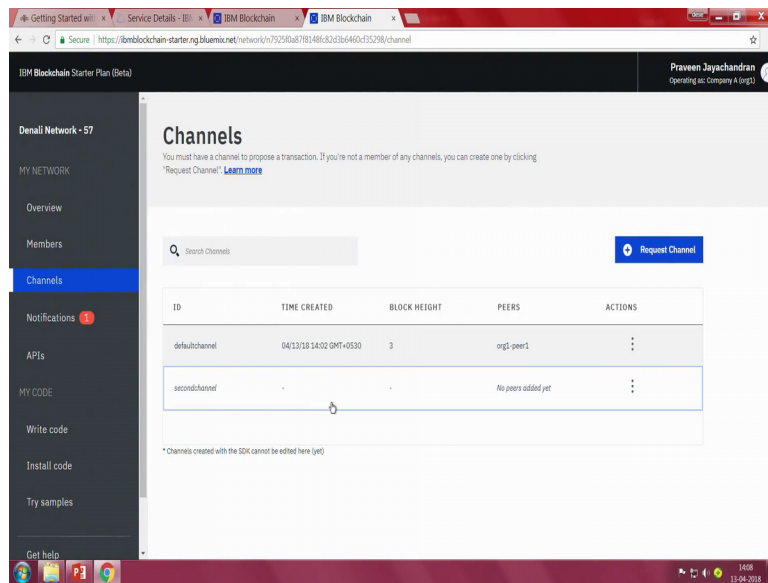 Getting Started with
Service Details - IBM
IBM Blockchain
IBM Blockchain
Secure https://ibmblockchain-starter.ng.bluemix.net/network/n7925f0a87f8148fc82d3b6460cf35298/channel
IBM Blockchain Starter Plan (Beta)
Praveen Jayachandran
Operating as: Company A (org1)
Denali Network - 57
MY NETWORK
Overview
Members
Channels
Notifications 1
APIs
MY CODE
Write code
Install code
Try samples
Get help
Channels
You must have a channel to propose a transaction. If you're not a member of any channels, you can create one by clicking
"Request Channel". Learn more
Search Channels
Request Channel
ID TIME CREATED BLOCK HEIGHT PEERS ACTIONS
defaultchannel 04/13/18 14:02 GMT+0530 3 org1-peer1
secondchannel - - No peers added yet
* Channels created with the SDK cannot be edited here (yet)
14:08
13-04-2018